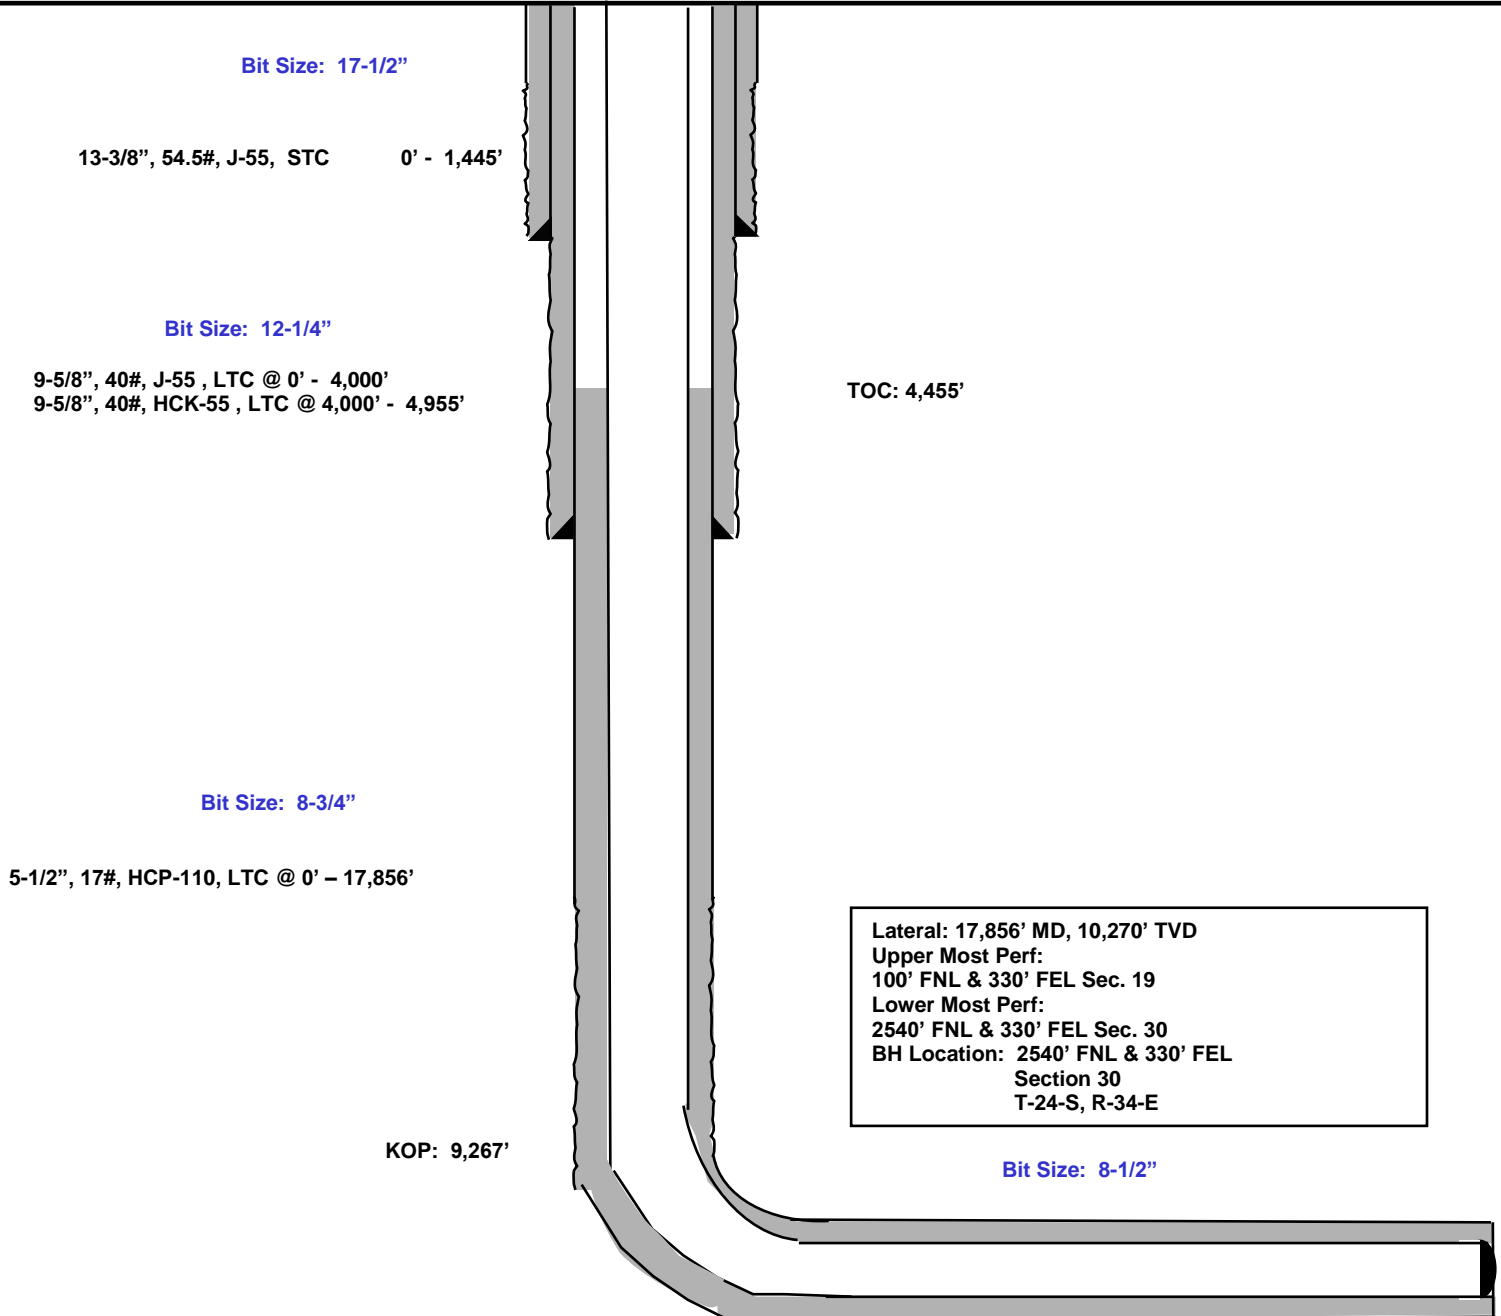 Bit Size: 17-1/2”
13-3/8”, 54.5#, J-55, STC 0’ - 1,445’
Bit Size: 12-1/4”
9-5/8”, 40#, J-55 , LTC @ 0’ - 4,000’
9-5/8”, 40#, HCK-55 , LTC @ 4,000’ - 4,955’
TOC: 4,455’
Bit Size: 8-3/4”
5-1/2”, 17#, HCP-110, LTC @ 0’ – 17,856’
Lateral: 17,856’ MD, 10,270’ TVD
Upper Most Perf:
100’ FNL & 330’ FEL Sec. 19
Lower Most Perf:
2540’ FNL & 330’ FEL Sec. 30
BH Location: 2540’ FNL & 330’ FEL
Section 30
T-24-S, R-34-E
KOP: 9,267’
Bit Size: 8-1/2”